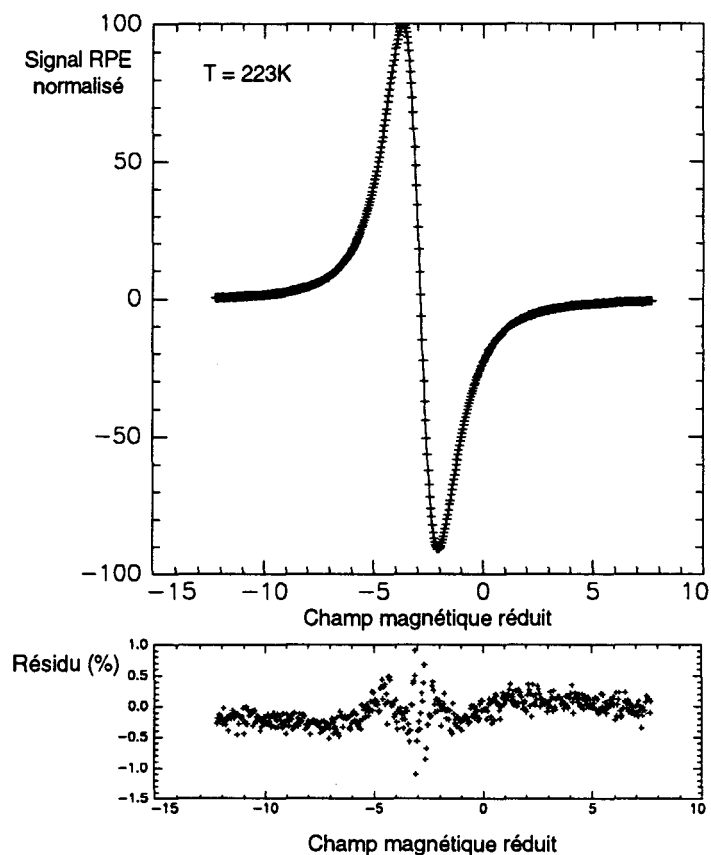 100
Signal RPE
normalisé
T = 223K
50
0
−50
−100
−15 −10 −5 0 5 10
Champ magnétique réduit
1.0
Résidu (%)
0.5
0.0
−0.5
−1.0
−1.5
−15 −10 −5 0 5 10
Champ magnétique réduit